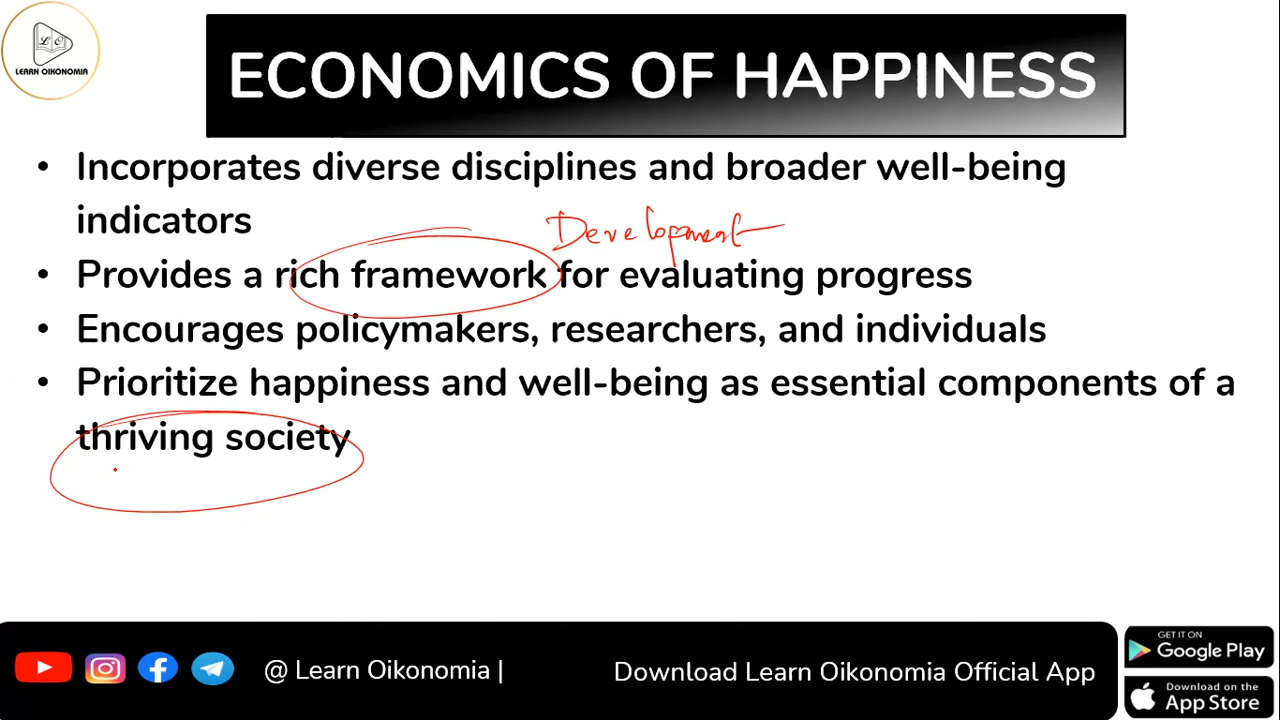 LO
LEARN OIKONOMIA
ECONOMICS OF HAPPINESS
• Incorporates diverse disciplines and broader well-being
indicators
Development
• Provides a rich framework for evaluating progress
• Encourages policymakers, researchers, and individuals
• Prioritize happiness and well-being as essential components of a
thriving society
@ Learn Oikonomia |
Download Learn Oikonomia Official App
GET IT ON
Google Play
Download on the
App Store